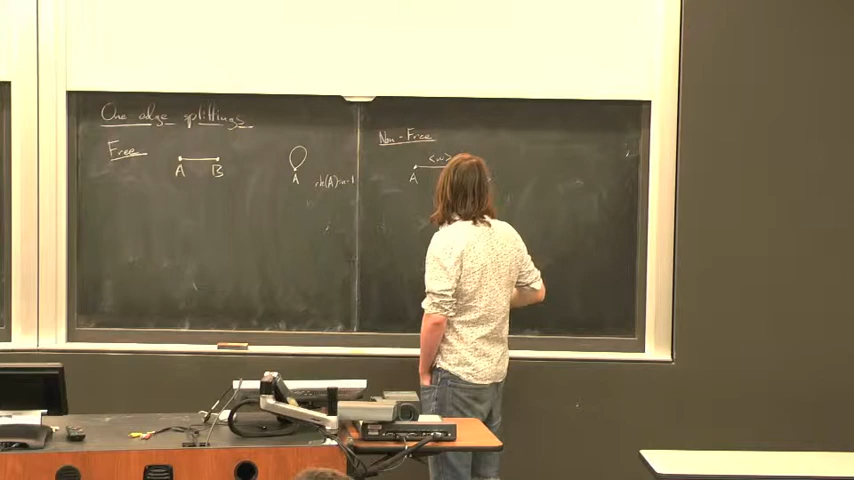 One edge splittings
Free
A B
A rk(A)=n-1
Non-Free
<w>
A